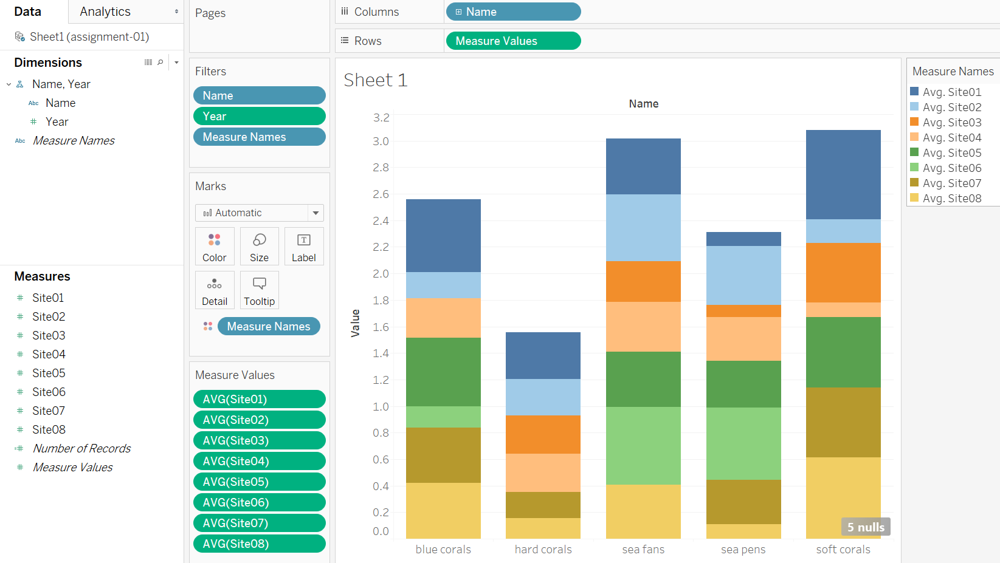 Data
Analytics
Sheet1 (assignment-01)
Dimensions
Name, Year
Abc Name
Year
Abc Measure Names
Measures
Site01
Site02
Site03
Site04
Site05
Site06
Site07
Site08
Number of Records
Measure Values
Pages
Filters
Name
Year
Measure Names
Marks
Automatic
Color
Size
Label
Detail
Tooltip
Measure Names
Measure Values
AVG(Site01)
AVG(Site02)
AVG(Site03)
AVG(Site04)
AVG(Site05)
AVG(Site06)
AVG(Site07)
AVG(Site08)
Columns
Name
Rows
Measure Values
Sheet 1
Name
Value
3.2
3.0
2.8
2.6
2.4
2.2
2.0
1.8
1.6
1.4
1.2
1.0
0.8
0.6
0.4
0.2
0.0
5 nulls
blue corals
hard corals
sea fans
sea pens
soft corals
Measure Names
Avg. Site01
Avg. Site02
Avg. Site03
Avg. Site04
Avg. Site05
Avg. Site06
Avg. Site07
Avg. Site08